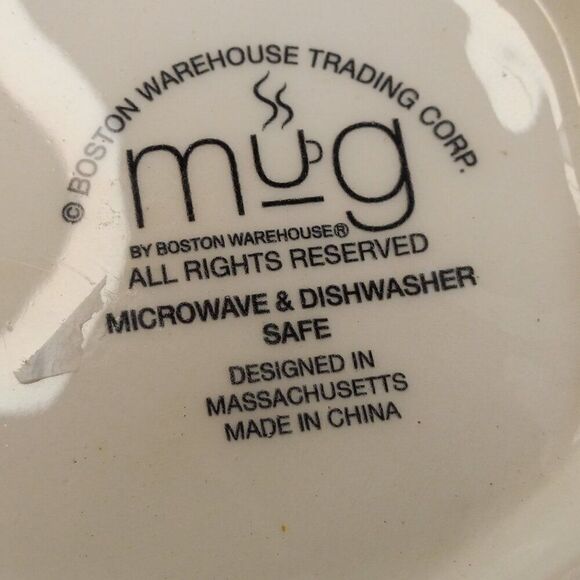 © BOSTON WAREHOUSE TRADING CORP.
mug
BY BOSTON WAREHOUSE®
ALL RIGHTS RESERVED
MICROWAVE & DISHWASHER
SAFE
DESIGNED IN
MASSACHUSETTS
MADE IN CHINA